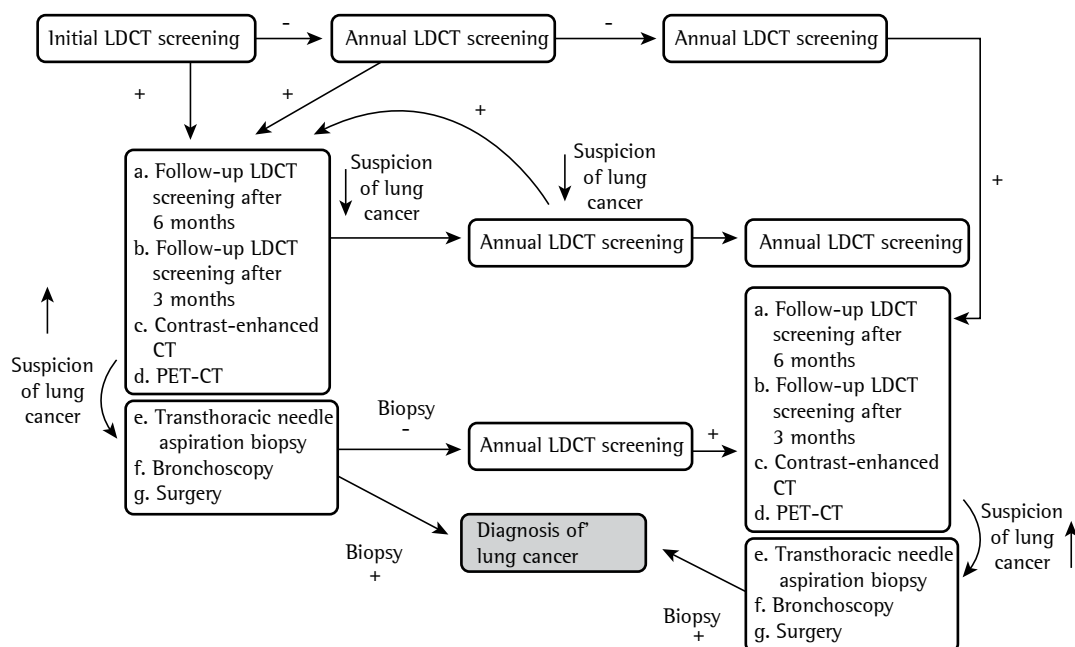 Initial LDCT screening
-
Annual LDCT screening
-
Annual LDCT screening
+
+
+
+
a. Follow-up LDCT
screening after
6 months
b. Follow-up LDCT
screening after
3 months
c. Contrast-enhanced
CT
d. PET-CT
Suspicion
of lung
cancer
Suspicion
of lung
cancer
Annual LDCT screening
Annual LDCT screening
Suspicion
of lung
cancer
e. Transthoracic needle
aspiration biopsy
f. Bronchoscopy
g. Surgery
Biopsy
-
Annual LDCT screening
+
a. Follow-up LDCT
screening after
6 months
b. Follow-up LDCT
screening after
3 months
c. Contrast-enhanced
CT
d. PET-CT
Biopsy
+
Diagnosis of'
lung cancer
Suspicion
of lung
cancer
e. Transthoracic needle
aspiration biopsy
f. Bronchoscopy
g. Surgery
Biopsy
+